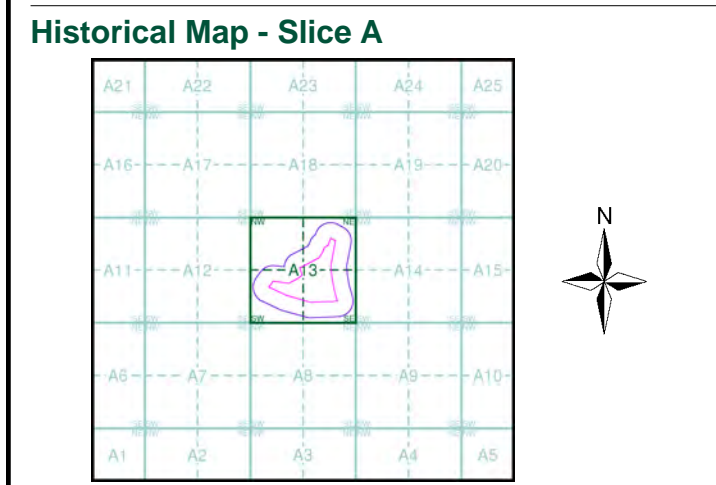 Historical Map - Slice A
A21 A22 A23 A24 A25
A16 A17 A18 A19 A20
N
NW NE
A11 A12 A13 A14 A15
SW SE
A6 A7 A8 A9 A10
A1 A2 A3 A4 A5